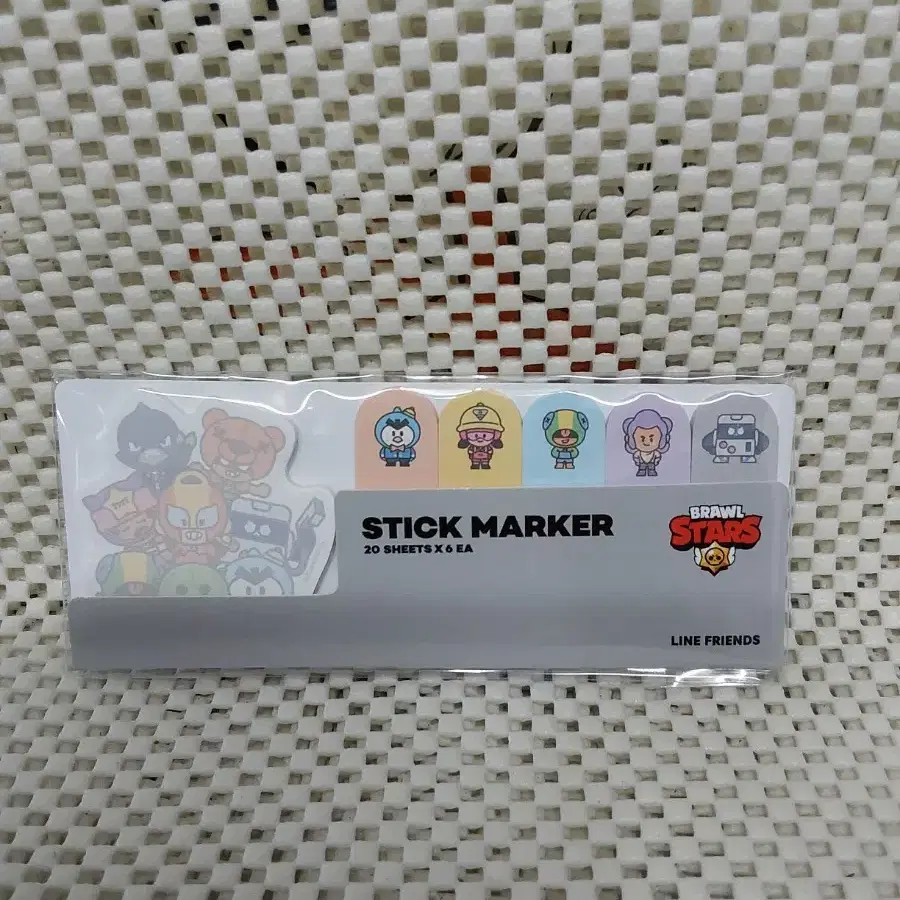 STICK MARKER
20 SHEETS X 6 EA
BRAWL
STARS
LINE FRIENDS